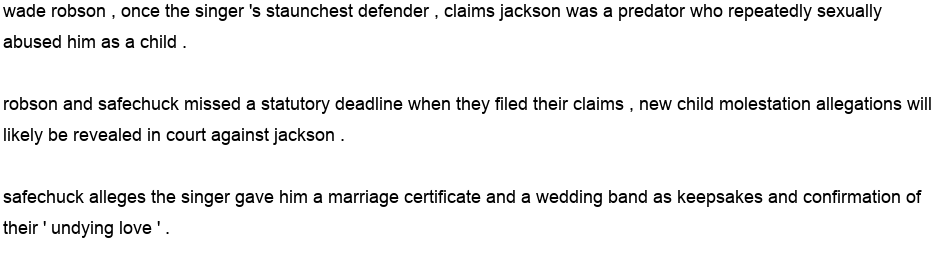 wade robson , once the singer 's staunchest defender , claims jackson was a predator who repeatedly sexually
abused him as a child .
robson and safechuck missed a statutory deadline when they filed their claims , new child molestation allegations will
likely be revealed in court against jackson .
safechuck alleges the singer gave him a marriage certificate and a wedding band as keepsakes and confirmation of
their ' undying love ' .